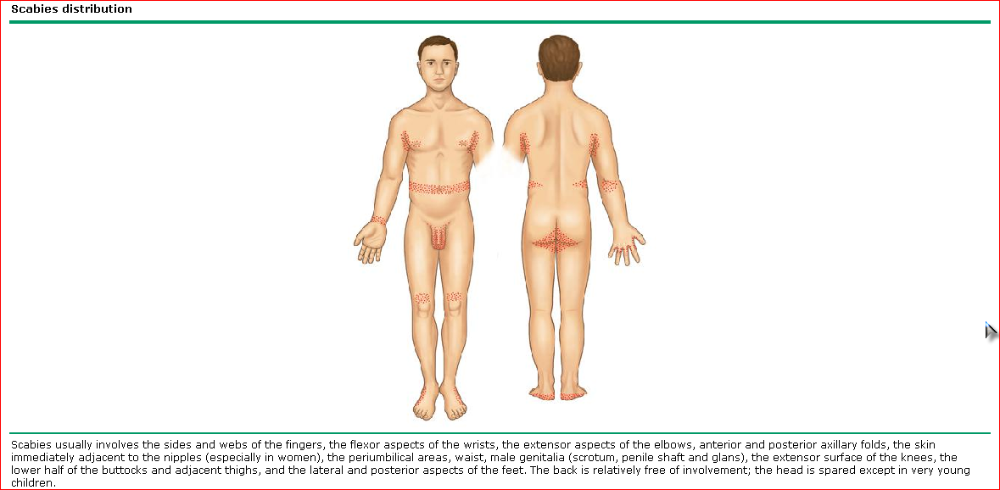 Scabies distribution
Scabies usually involves the sides and webs of the fingers, the flexor aspects of the wrists, the extensor aspects of the elbows, anterior and posterior axillary folds, the skin
immediately adjacent to the nipples (especially in women), the periumbilical areas, waist, male genitalia (scrotum, penile shaft and glans), the extensor surface of the knees, the
lower half of the buttocks and adjacent thighs, and the lateral and posterior aspects of the feet. The back is relatively free of involvement; the head is spared except in very young
children.